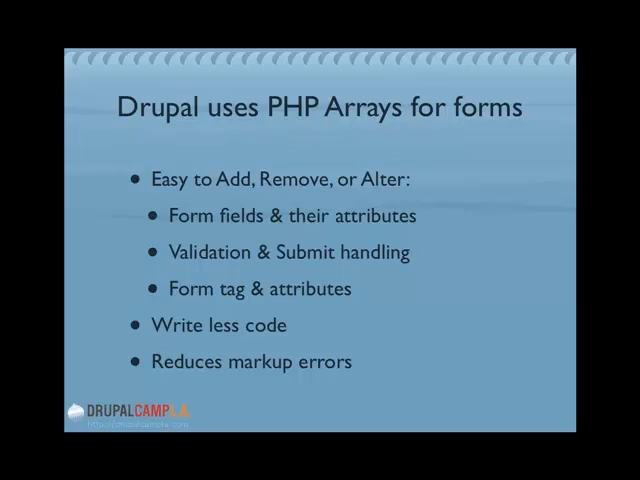 Drupal uses PHP Arrays for forms
• Easy to Add, Remove, or Alter:
• Form fields & their attributes
• Validation & Submit handling
• Form tag & attributes
• Write less code
• Reduces markup errors
DRUPALCAMPL.A.